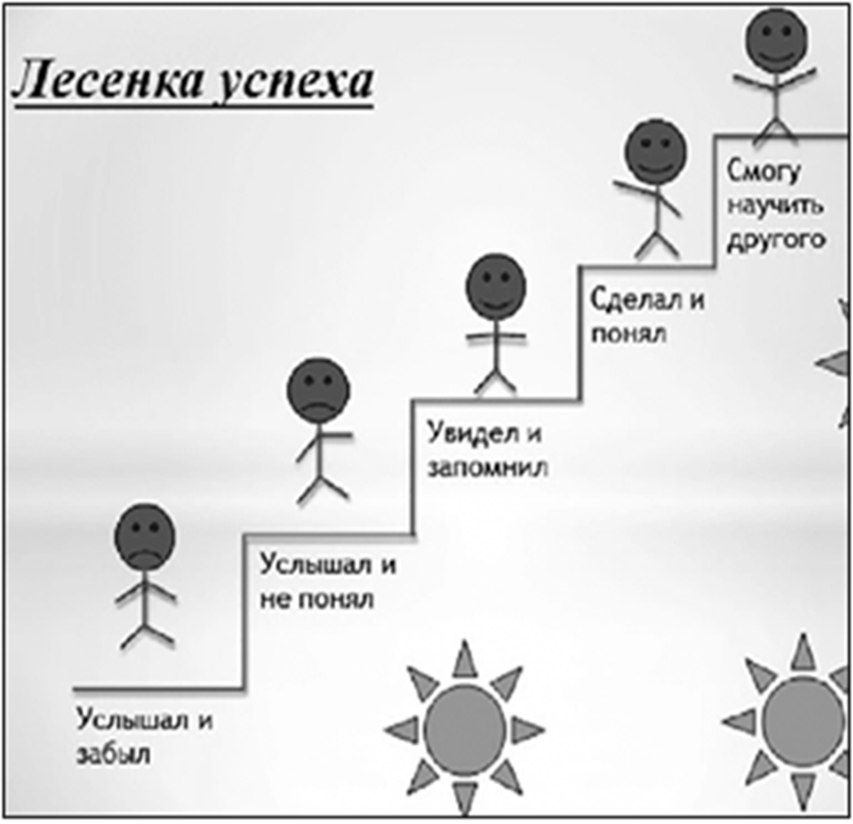 Лесенка успеха
Смогу
научить
другого
Сделал и
понял
Увидел и
запомнил
Услышал и
не понял
Услышал и
забыл